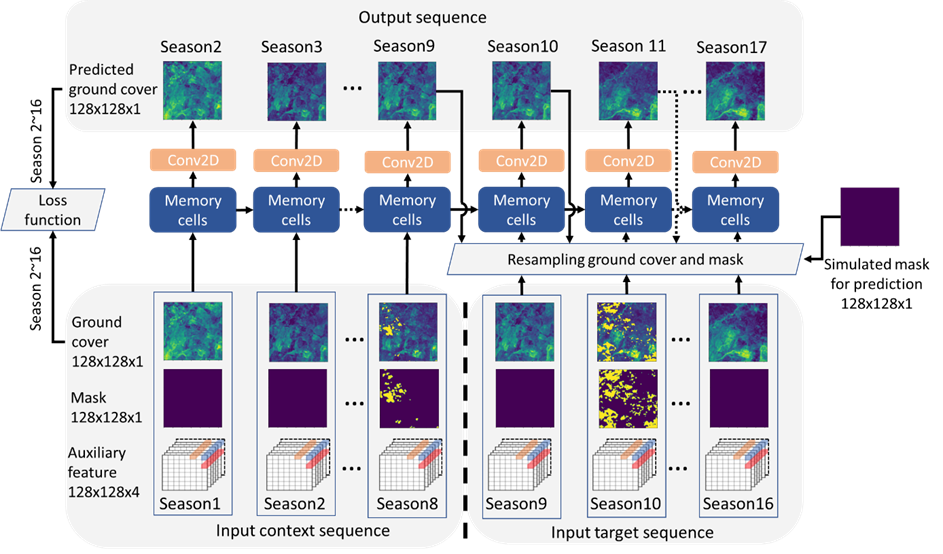 Output sequence
Season2
Season3
Season9
Season10
Season 11
Season17
Predicted
ground cover
128x128x1
...
...
Conv2D
Conv2D
Conv2D
Conv2D
Conv2D
Conv2D
Season 2~16
Loss
function
Season 2~16
Memory
cells
Memory
cells
Memory
cells
Memory
cells
Memory
cells
Memory
cells
Resampling ground cover and mask
Simulated mask
for prediction
128x128x1
Ground
cover
128x128x1
...
...
Mask
128x128x1
...
...
Auxiliary
feature
128x128x4
...
...
Season1
Season2
Season8
Season9
Season10
Season16
Input context sequence
Input target sequence